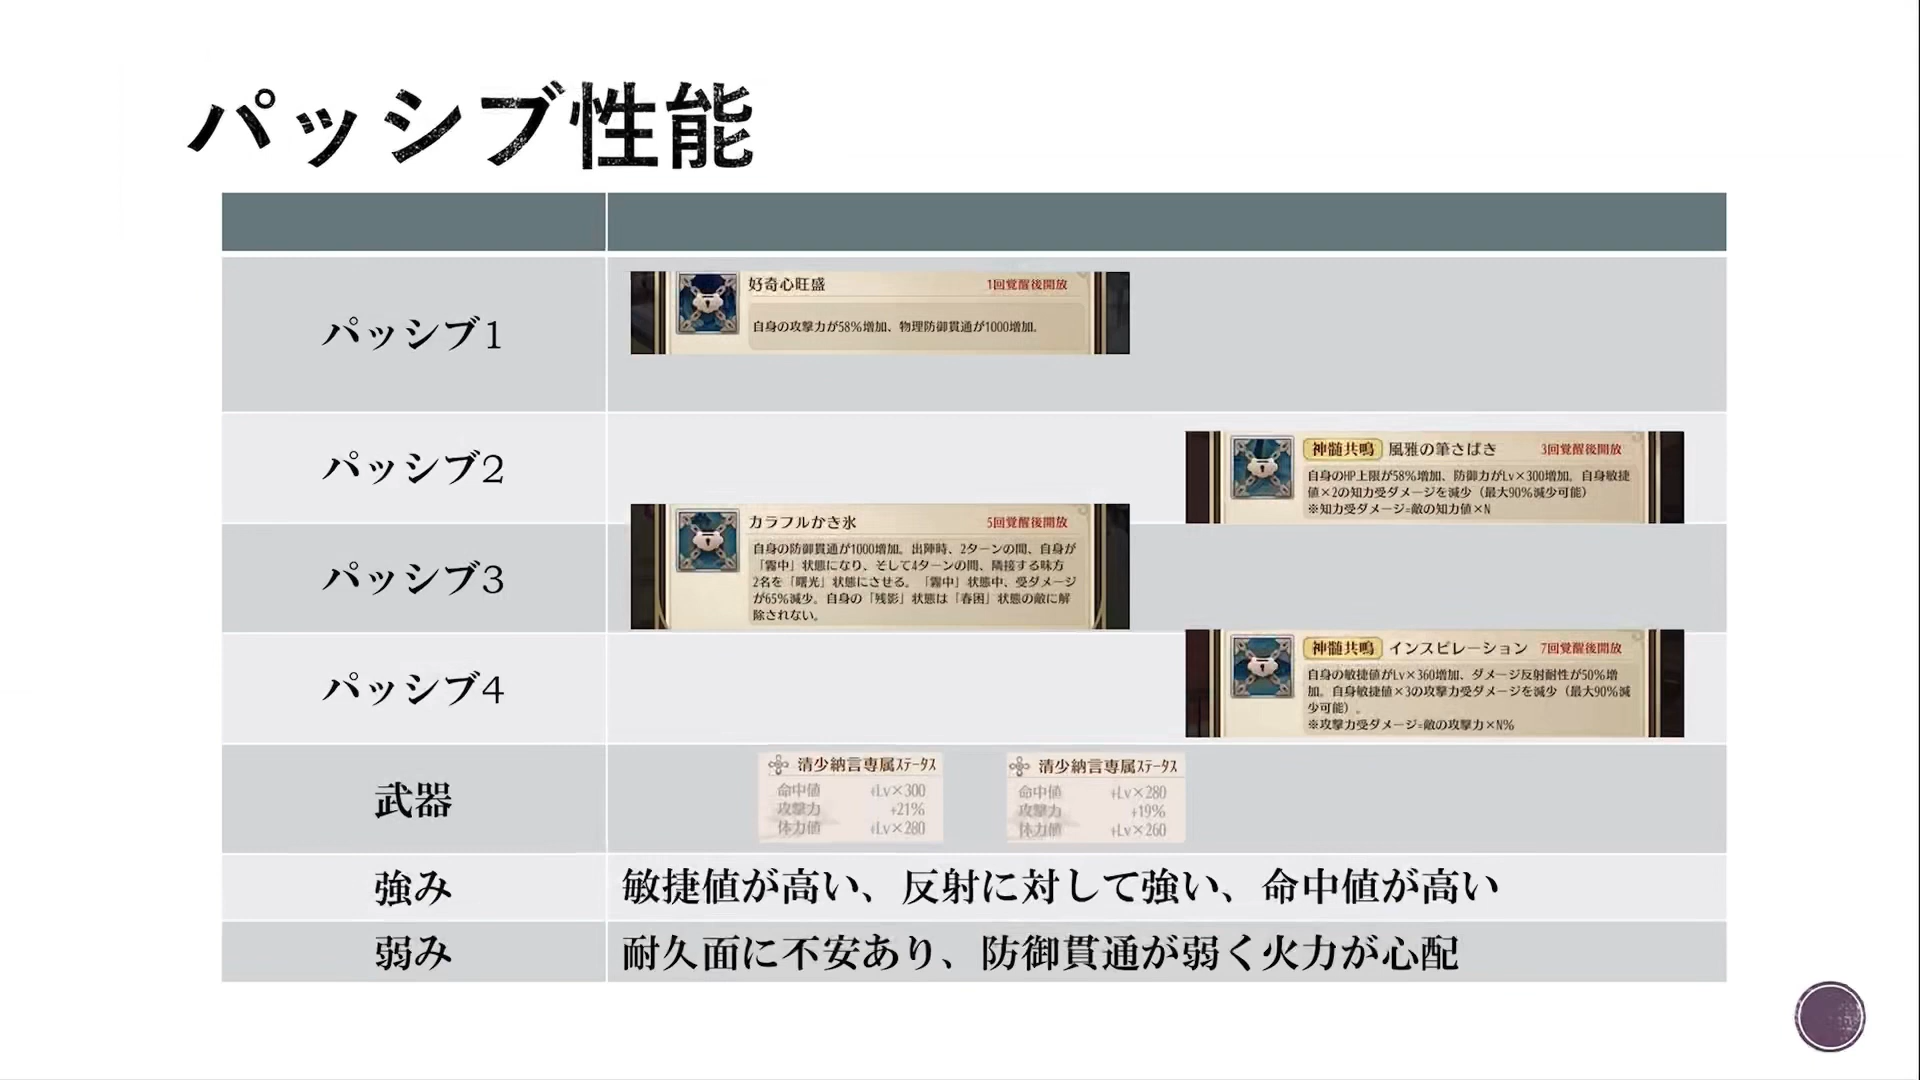 パッシブ性能
パッシブ1
好奇心旺盛 1回覚醒後開放
自身の攻撃力が58%増加、物理防御貫通が1000増加。
パッシブ2
神髄共鳴 風雅の筆さばき 3回覚醒後開放
自身のHP上限が58%増加、防御力がLv×300増加。自身敏捷
値×2の知力受ダメージを減少（最大90%減少可能）
※知力受ダメージ=敵の知力値×N
パッシブ3
カラフルかき氷 5回覚醒後開放
自身の防御貫通が1000増加。出陣時、2ターンの間、自身が
「霧中」状態になり、そして4ターンの間、隣接する味方
2名を「曙光」状態にさせる。「霧中」状態中、受ダメージ
が65%減少。自身の「残影」状態は「春困」状態の敵に解
除されない。
パッシブ4
神髄共鳴 インスピレーション 7回覚醒後開放
自身の敏捷値がLv×360増加、ダメージ反射耐性が50%増
加。自身敏捷値×3の攻撃力受ダメージを減少（最大90%減
少可能）。
※攻撃力受ダメージ=敵の攻撃力×N%
武器
清少納言専属ステータス
命中値 +Lv×300
攻撃力 +21%
体力値 +Lv×280
清少納言専属ステータス
命中値 +Lv×280
攻撃力 +19%
体力値 +Lv×260
強み
敏捷値が高い、反射に対して強い、命中値が高い
弱み
耐久面に不安あり、防御貫通が弱く火力が心配